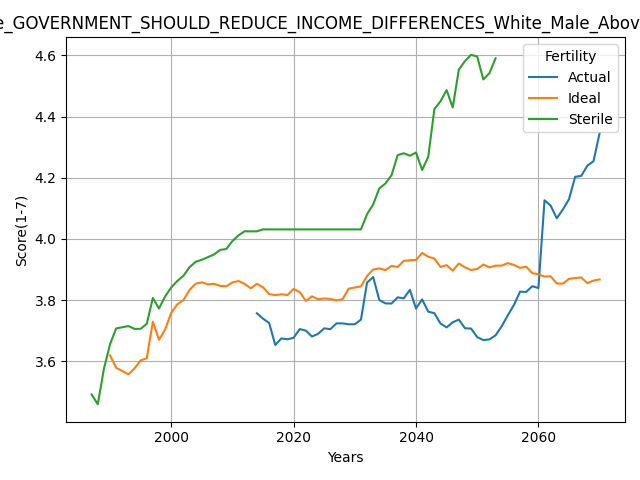 e_GOVERNMENT_SHOULD_REDUCE_INCOME_DIFFERENCES_White_Male_Abov
4.6
4.4
4.2
4.0
3.8
3.6
Score(1-7)
Fertility
Actual
Ideal
Sterile
2000
2020
2040
2060
Years